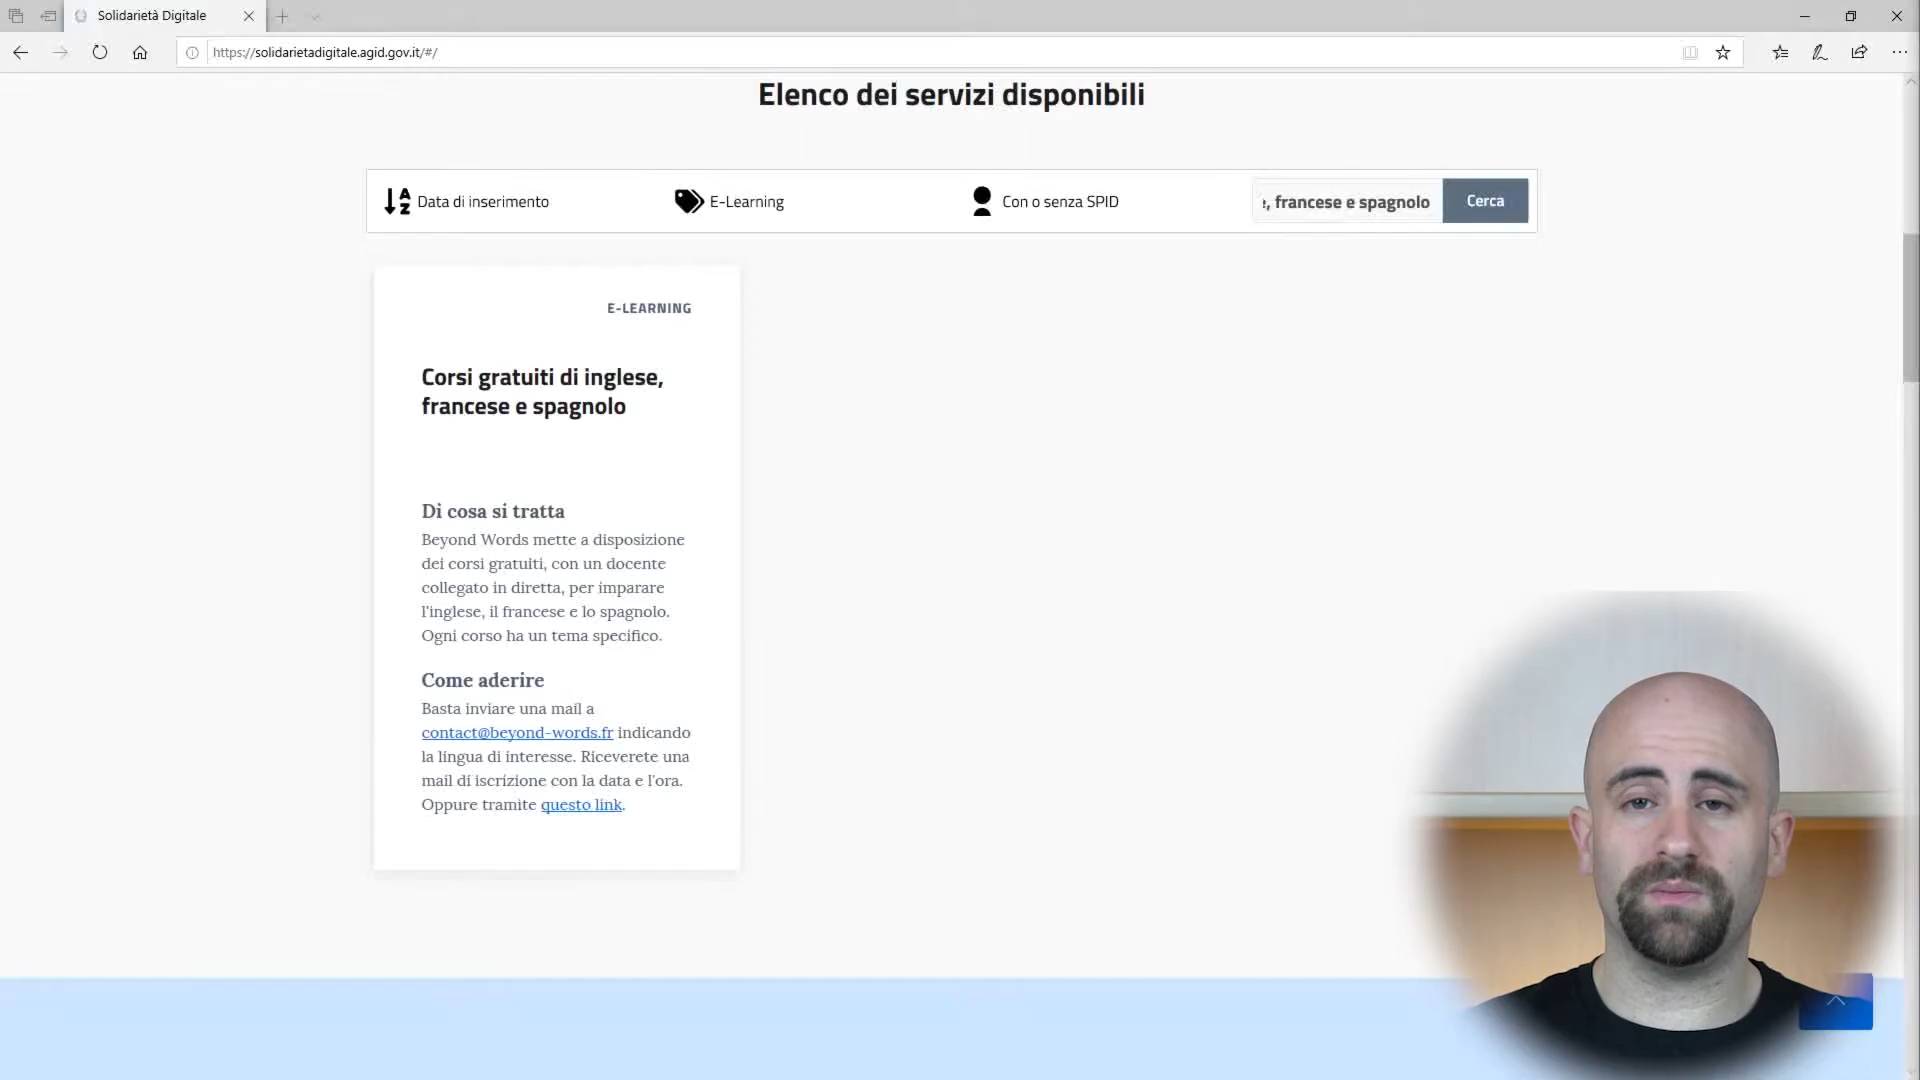 Solidarietà Digitale
https://solidarietadigitale.agid.gov.it/#/
Elenco dei servizi disponibili
Data di inserimento
E-Learning
Con o senza SPID
, francese e spagnolo
Cerca
E-LEARNING
Corsi gratuiti di inglese,
francese e spagnolo
Di cosa si tratta
Beyond Words mette a disposizione
dei corsi gratuiti, con un docente
collegato in diretta, per imparare
l'inglese, il francese e lo spagnolo.
Ogni corso ha un tema specifico.
Come aderire
Basta inviare una mail a
contact@beyond-words.fr indicando
la lingua di interesse. Riceverete una
mail di iscrizione con la data e l'ora.
Oppure tramite questo link.